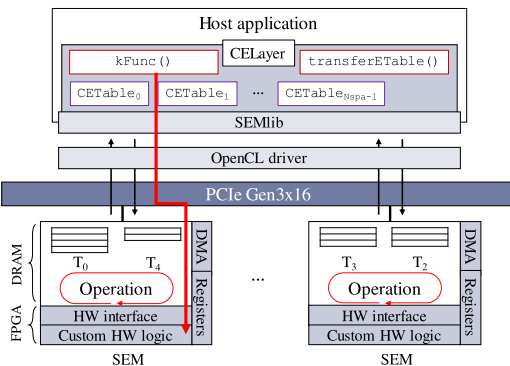 Host application
CELayer
kFunc()
transferETable()
CETable0
CETable1
...
CETableNspa-1
SEMlib
OpenCL driver
PCIe Gen3x16
DRAM
T0
T4
Operation
DMA
Registers
FPGA
HW interface
Custom HW logic
SEM
...
T3
T2
Operation
DMA
Registers
HW interface
Custom HW logic
SEM